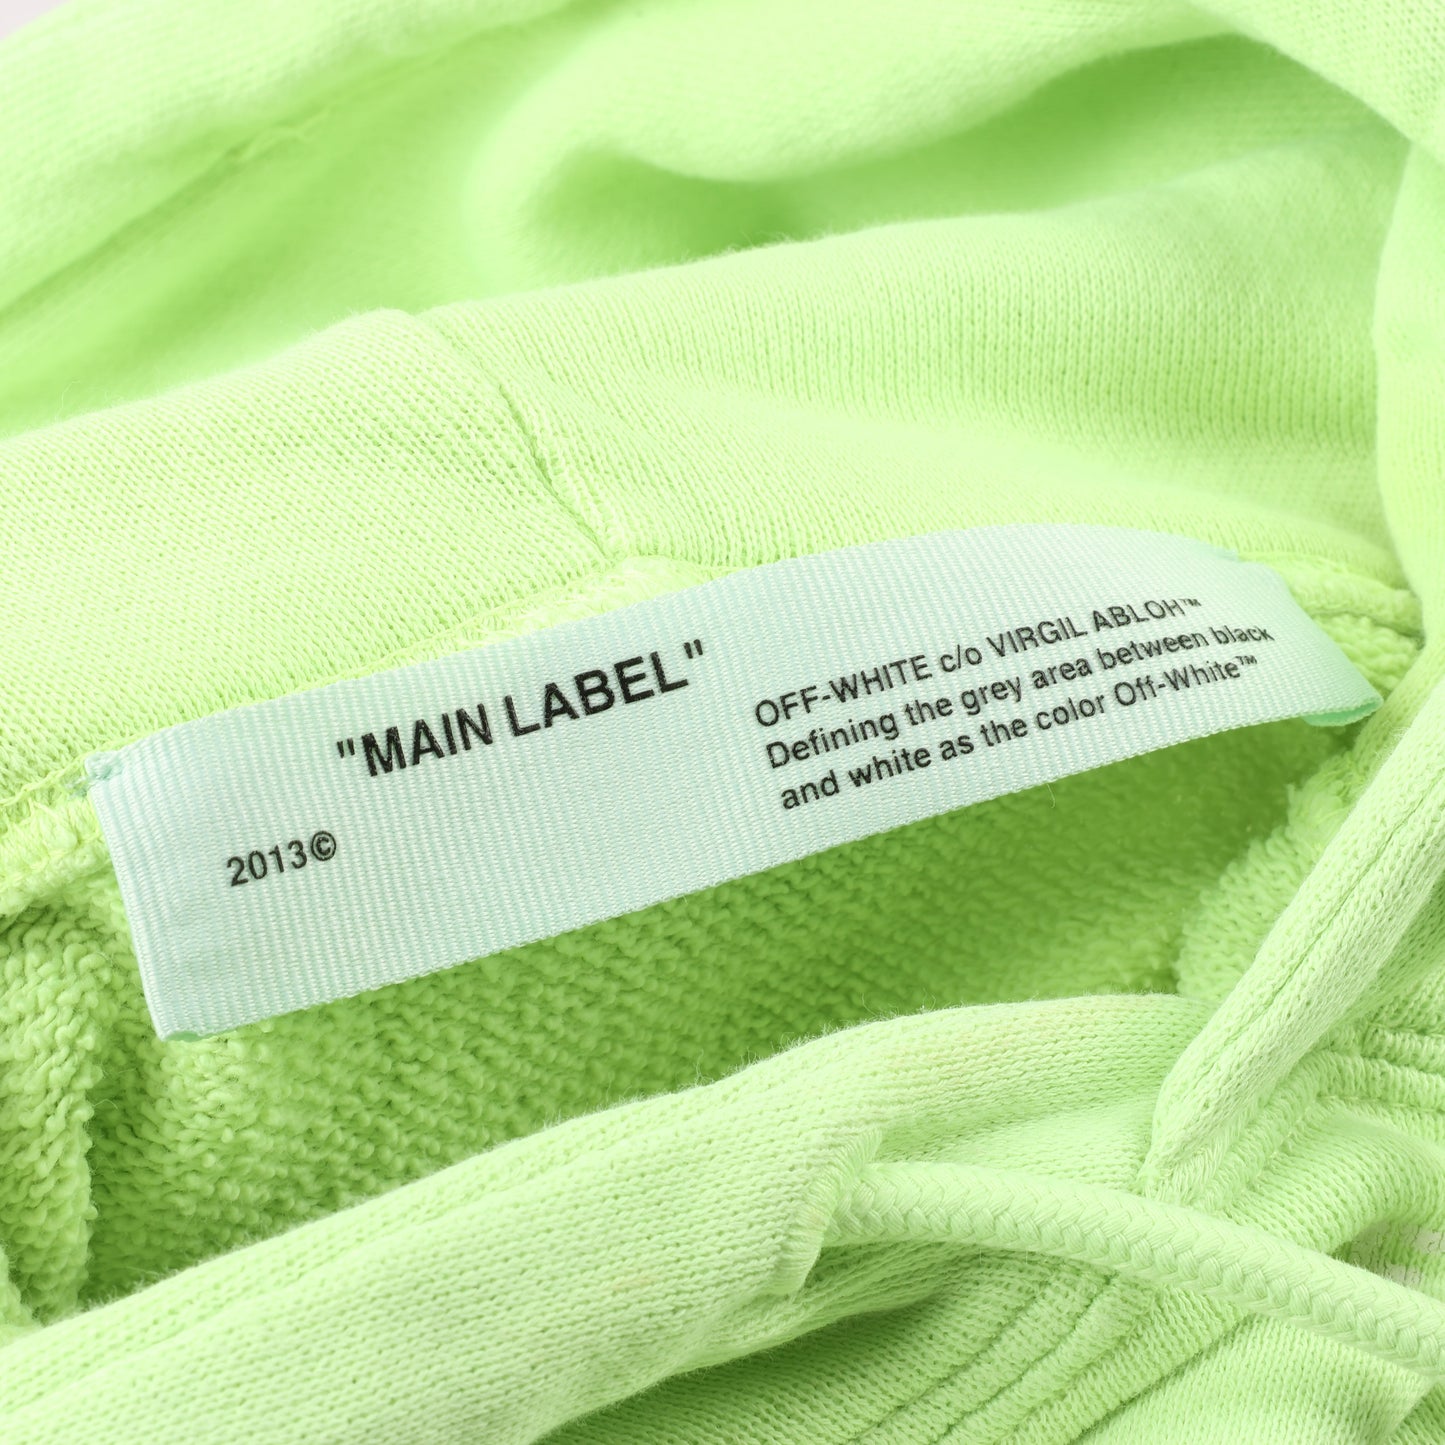 "MAIN LABEL"
2013©
OFF-WHITE c/o VIRGIL ABLOH™
Defining the grey area between black
and white as the color Off-White™